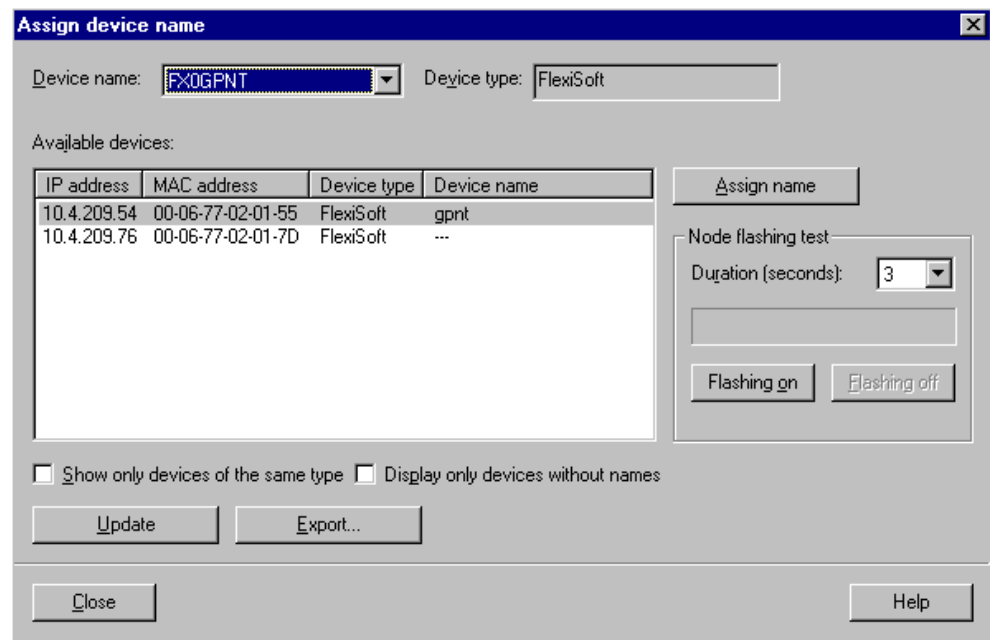 Assign device name
Device name: FX0GPNT Device type: FlexiSoft
Available devices:
IP address MAC address Device type Device name
10.4.209.54 00-06-77-02-01-55 FlexiSoft gpnt
10.4.209.76 00-06-77-02-01-7D FlexiSoft ---
Assign name
Node flashing test
Duration (seconds): 3
Flashing on Flashing off
Show only devices of the same type Display only devices without names
Update Export...
Close Help